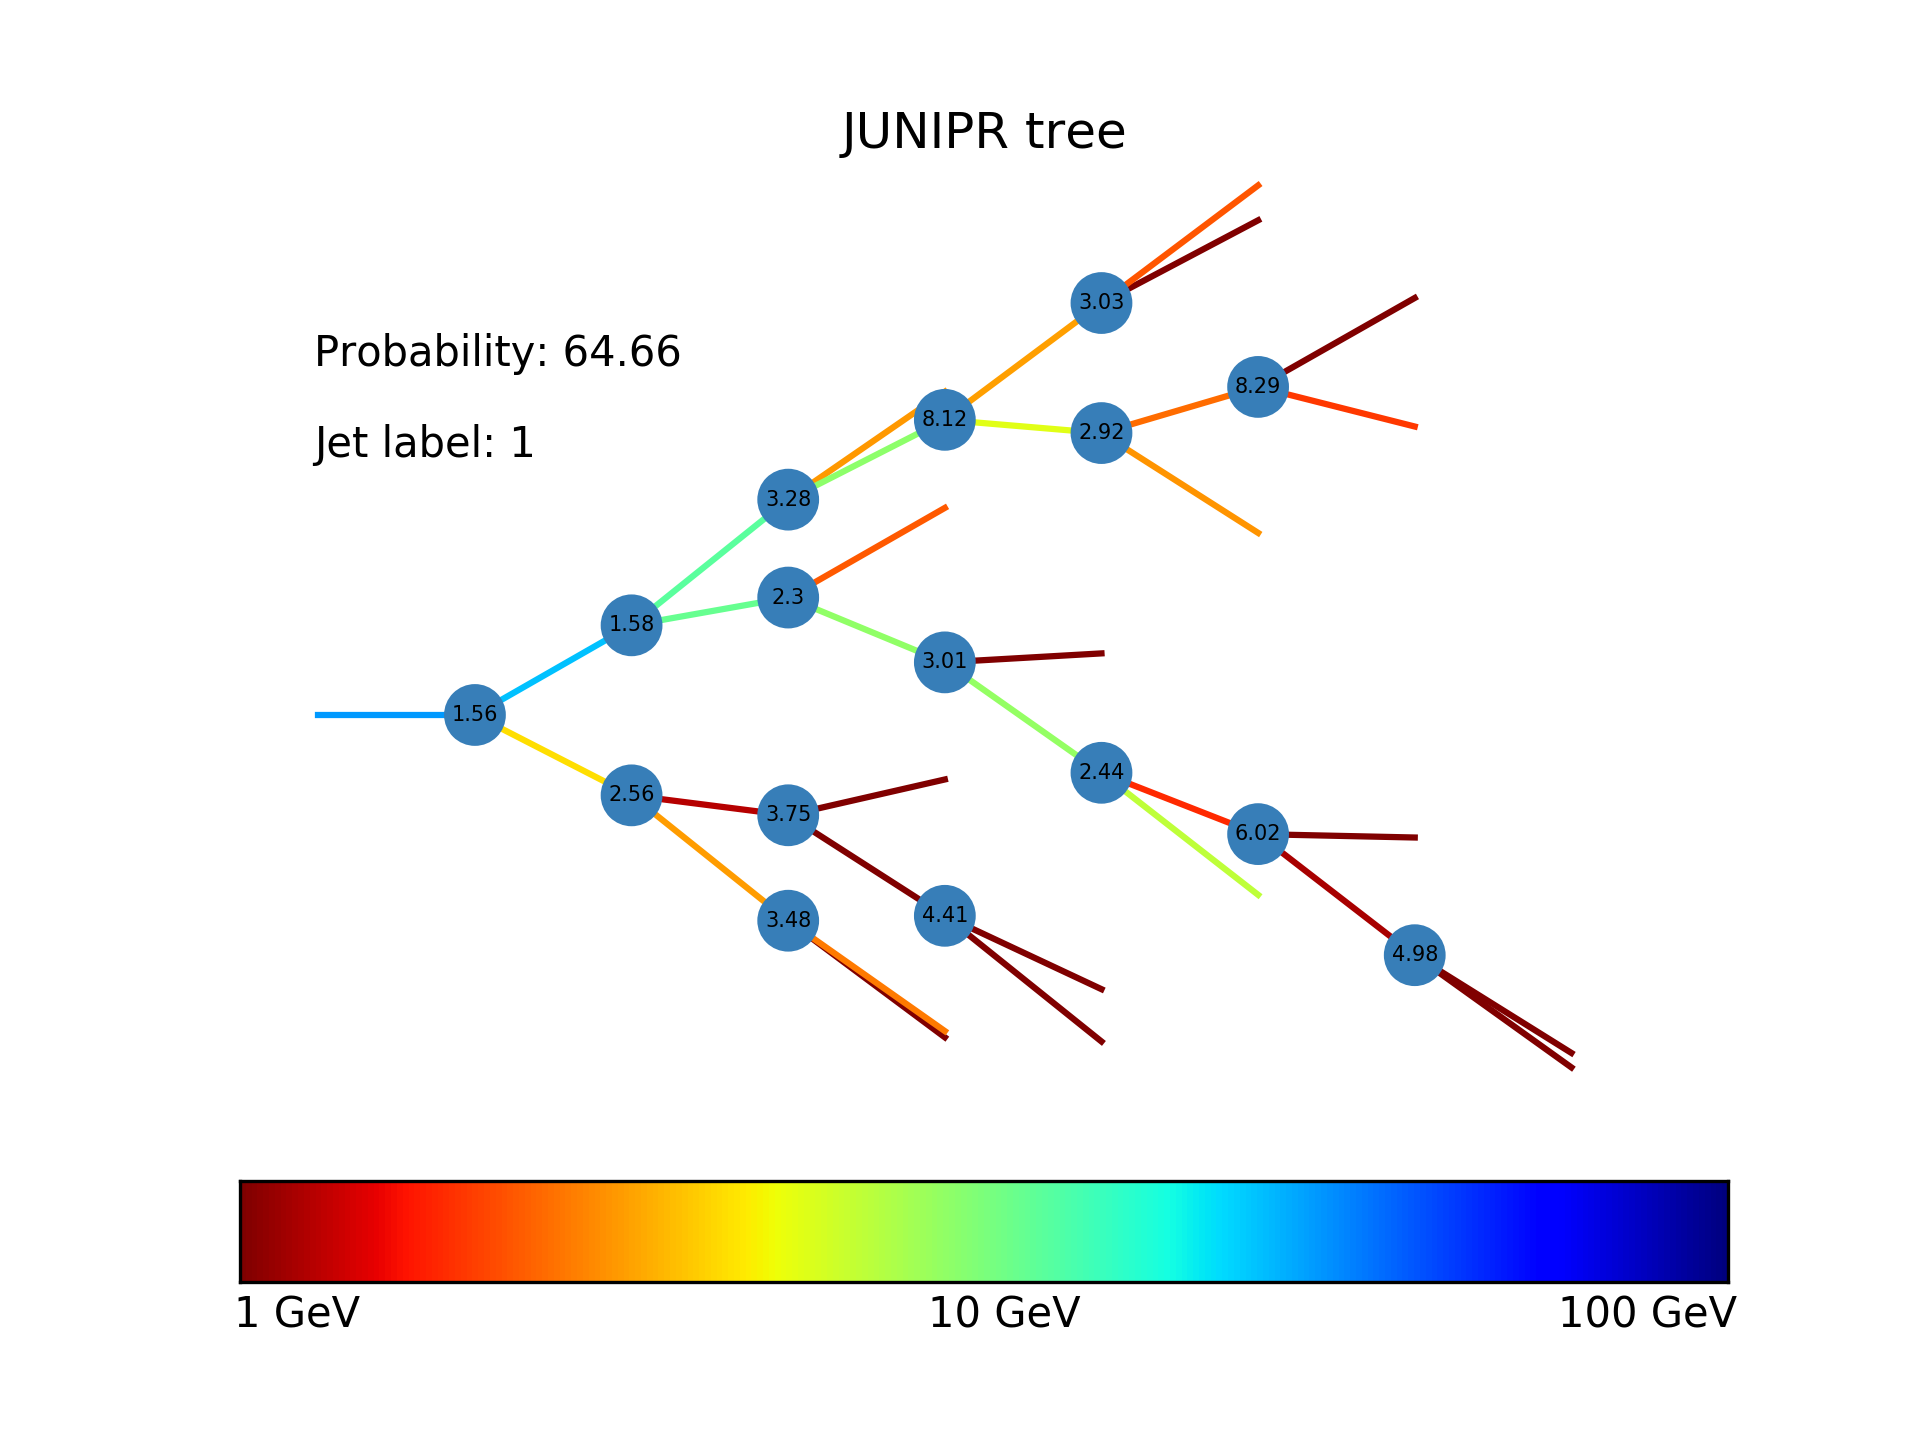 JUNIPR tree
3.03
Probability: 64.66
8.29
8.12
2.92
Jet label: 1
3.28
2.3
1.58
3.01
1.56
2.44
2.56
3.75
6.02
4.41
3.48
4.98
1 GeV
10 GeV
100 GeV